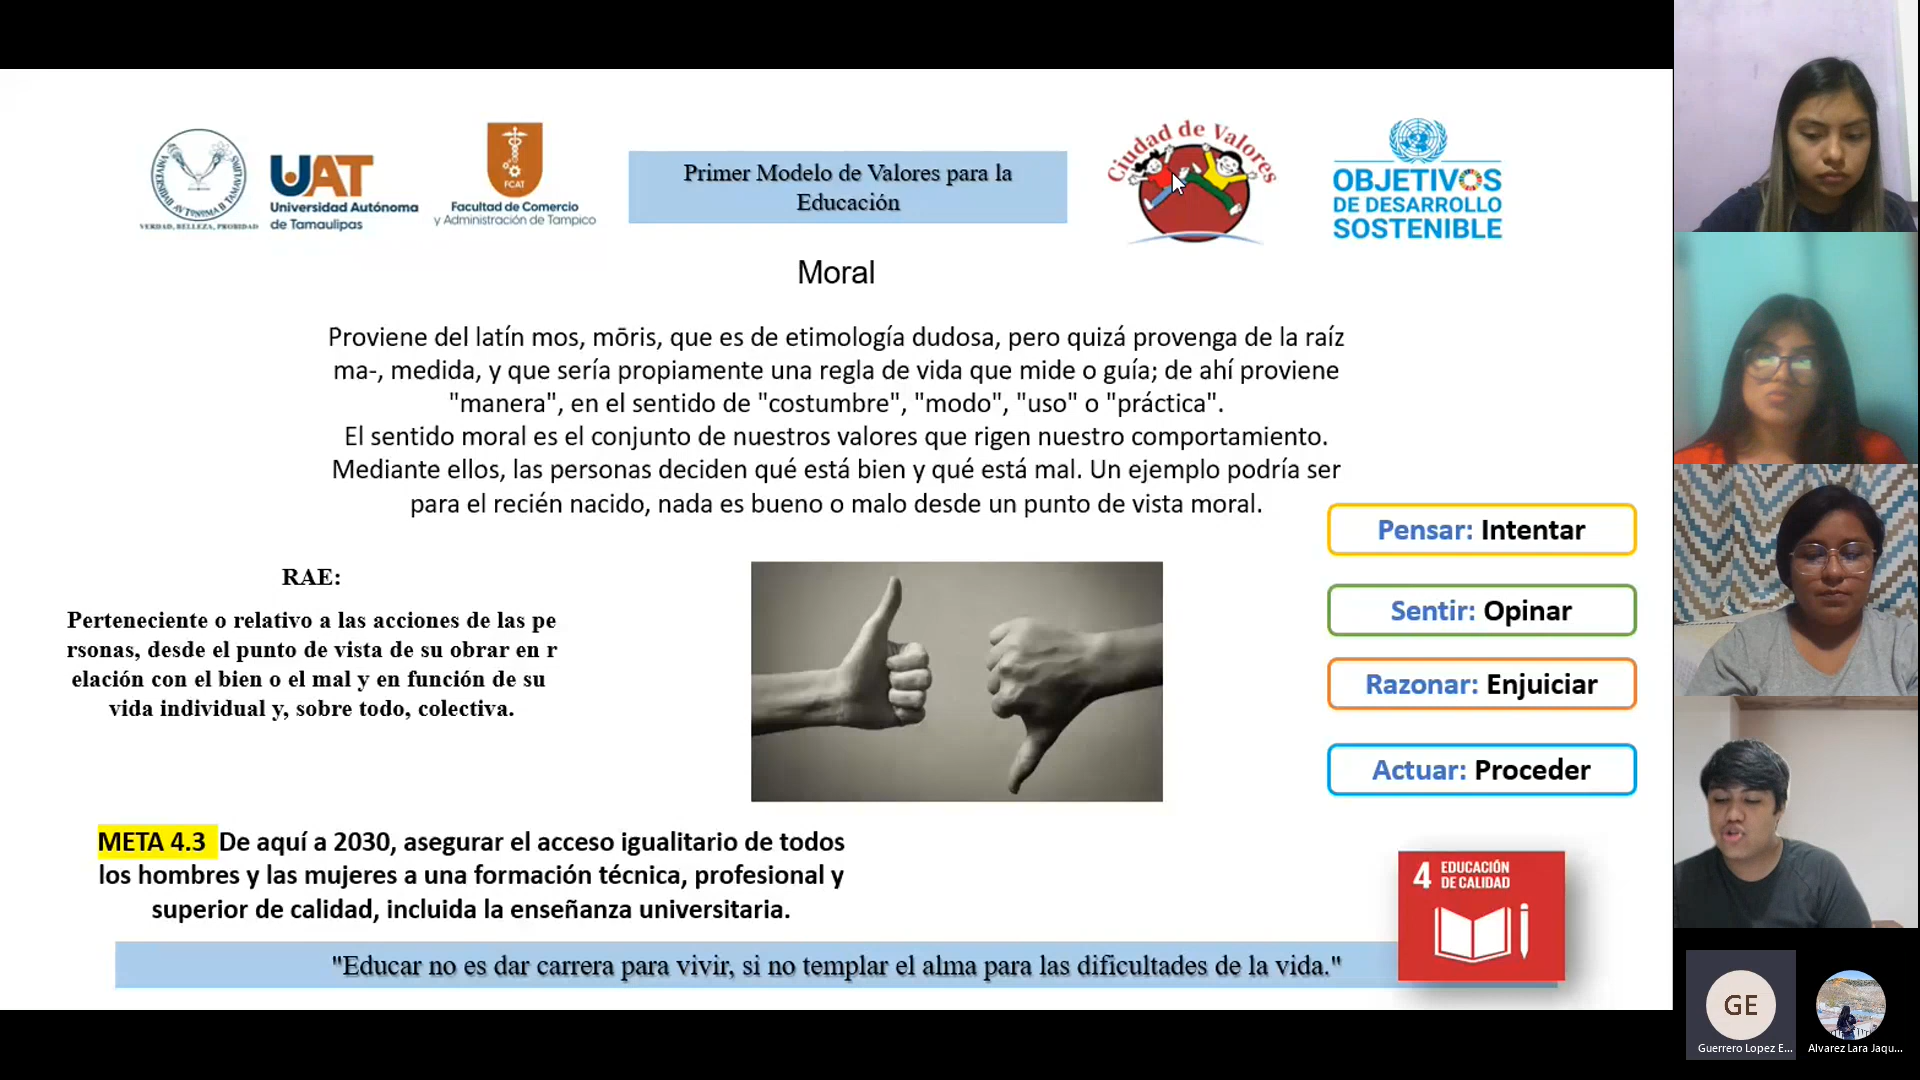 VERDAD, BELLEZA, PROBIDAD
UAT
Universidad Autónoma
de Tamaulipas
FCAT
Facultad de Comercio
y Administración de Tampico
Primer Modelo de Valores para la
Educación
Ciudad de Valores
OBJETIVOS
DE DESARROLLO
SOSTENIBLE
Moral
Proviene del latín mos, mōris, que es de etimología dudosa, pero quizá provenga de la raíz
ma-, medida, y que sería propiamente una regla de vida que mide o guía; de ahí proviene
"manera", en el sentido de "costumbre", "modo", "uso" o "práctica".
El sentido moral es el conjunto de nuestros valores que rigen nuestro comportamiento.
Mediante ellos, las personas deciden qué está bien y qué está mal. Un ejemplo podría ser
para el recién nacido, nada es bueno o malo desde un punto de vista moral.
RAE:
Perteneciente o relativo a las acciones de las pe
rsonas, desde el punto de vista de su obrar en r
elación con el bien o el mal y en función de su
vida individual y, sobre todo, colectiva.
Pensar: Intentar
Sentir: Opinar
Razonar: Enjuiciar
Actuar: Proceder
META 4.3 De aquí a 2030, asegurar el acceso igualitario de todos
los hombres y las mujeres a una formación técnica, profesional y
superior de calidad, incluida la enseñanza universitaria.
4 EDUCACIÓN
DE CALIDAD
"Educar no es dar carrera para vivir, si no templar el alma para las dificultades de la vida."
GE
Guerrero Lopez E...
Alvarez Lara Jaqu...